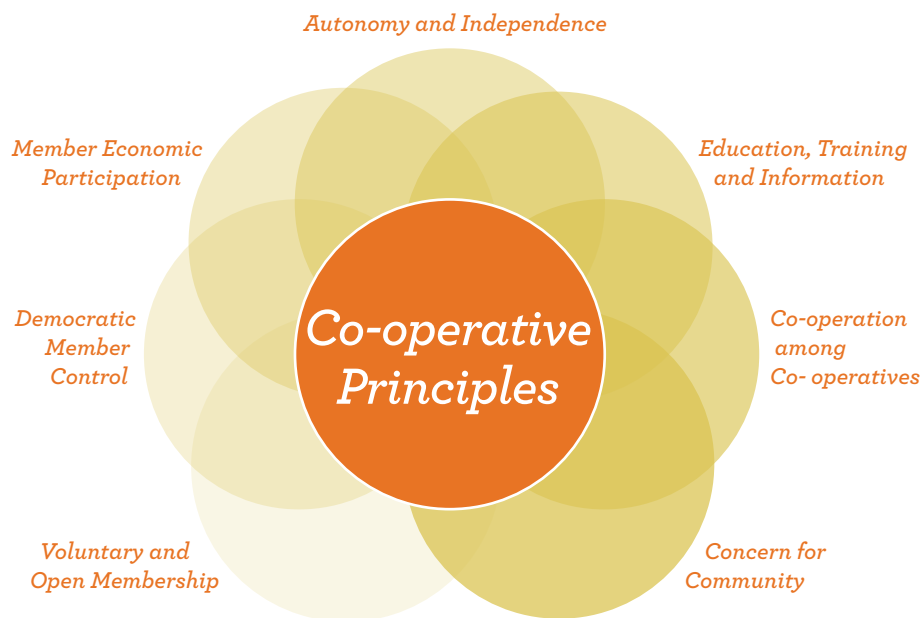 Autonomy and Independence
Member Economic
Participation
Education, Training
and Information
Democratic
Member
Control
Co-operative
Principles
Co-operation
among
Co- operatives
Voluntary and
Open Membership
Concern for
Community